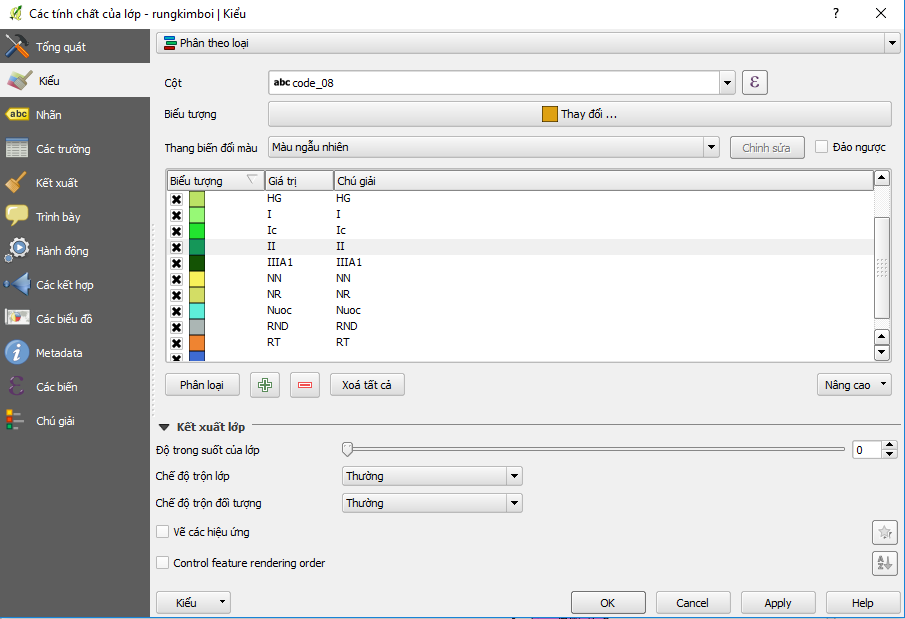 Các tính chất của lớp - rungkimboi | Kiểu
?
Tổng quát
Kiểu
abc Nhãn
Các trường
Kết xuất
Trình bày
Hành động
Các kết hợp
Các biểu đồ
Metadata
Các biến
Chú giải
Phân theo loại
Cột abc code_08 ε
Biểu tượng Thay đổi ...
Thang biến đổi màu Màu ngẫu nhiên Chỉnh sửa Đảo ngược
Biểu tượng Giá trị Chú giải
HG HG
I I
Ic Ic
II II
IIIA1 IIIA1
NN NN
NR NR
Nuoc Nuoc
RND RND
RT RT
Phân loại Xoá tất cả Nâng cao
Kết xuất lớp
Độ trong suốt của lớp 0
Chế độ trộn lớp Thường
Chế độ trộn đối tượng Thường
Vẽ các hiệu ứng
Control feature rendering order
Kiểu OK Cancel Apply Help